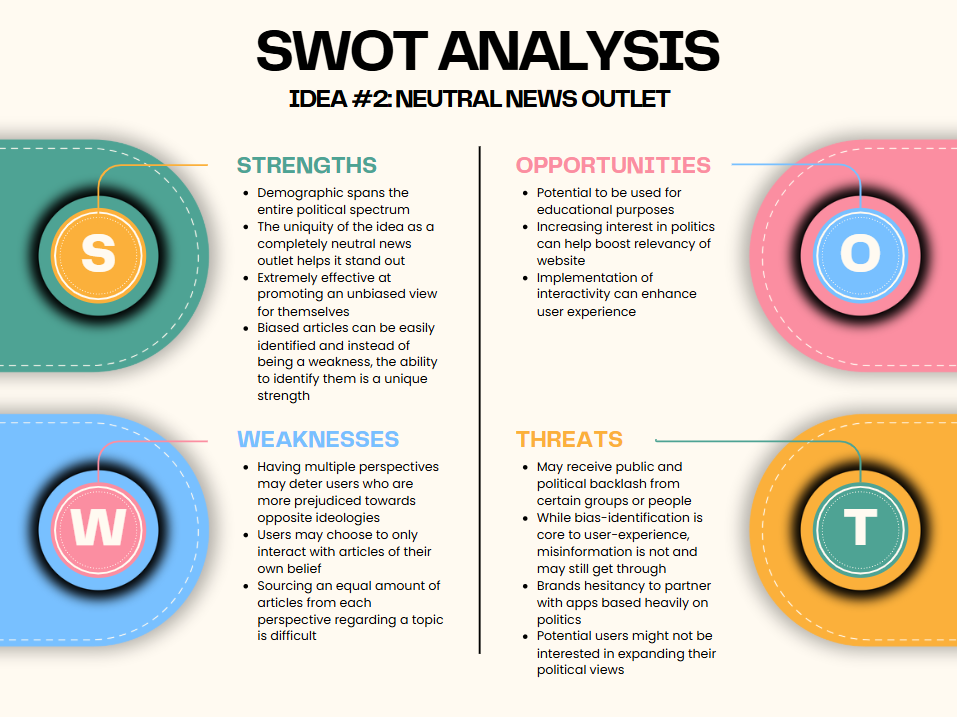 SWOT ANALYSIS
IDEA #2: NEUTRAL NEWS OUTLET
S
STRENGTHS
• Demographic spans the
entire political spectrum
• The uniquity of the idea as a
completely neutral news
outlet helps it stand out
• Extremely effective at
promoting an unbiased view
for themselves
• Biased articles can be easily
identified and instead of
being a weakness, the ability
to identify them is a unique
strength
W
WEAKNESSES
• Having multiple perspectives
may deter users who are
more prejudiced towards
opposite ideologies
• Users may choose to only
interact with articles of their
own belief
• Sourcing an equal amount of
articles from each
perspective regarding a topic
is difficult
OPPORTUNITIES
O
• Potential to be used for
educational purposes
• Increasing interest in politics
can help boost relevancy of
website
• Implementation of
interactivity can enhance
user experience
THREATS
T
• May receive public and
political backlash from
certain groups or people
• While bias-identification is
core to user-experience,
misinformation is not and
may still get through
• Brands hesitancy to partner
with apps based heavily on
politics
• Potential users might not be
interested in expanding their
political views